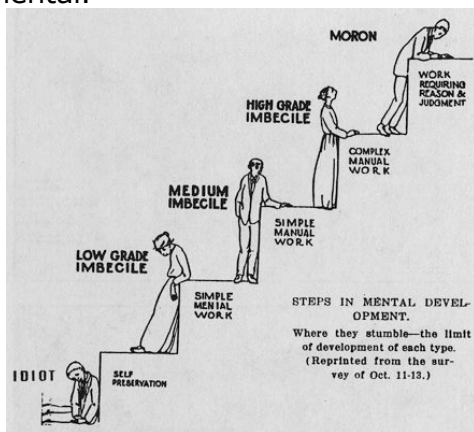 MORON
WORK
REQUIRING
REASON &
JUDGMENT
HIGH GRADE
IMBECILE
COMPLEX
MANUAL
WORK
MEDIUM
IMBECILE
SIMPLE
MANUAL
WORK
LOW GRADE
IMBECILE
SIMPLE
MENIAL
WORK
STEPS IN MENTAL DEVEL-
OPMENT.
Where they stumble—the limit
of development of each type.
(Reprinted from the sur-
vey of Oct. 11-13.)
IDIOT
SELF
PRESERVATION